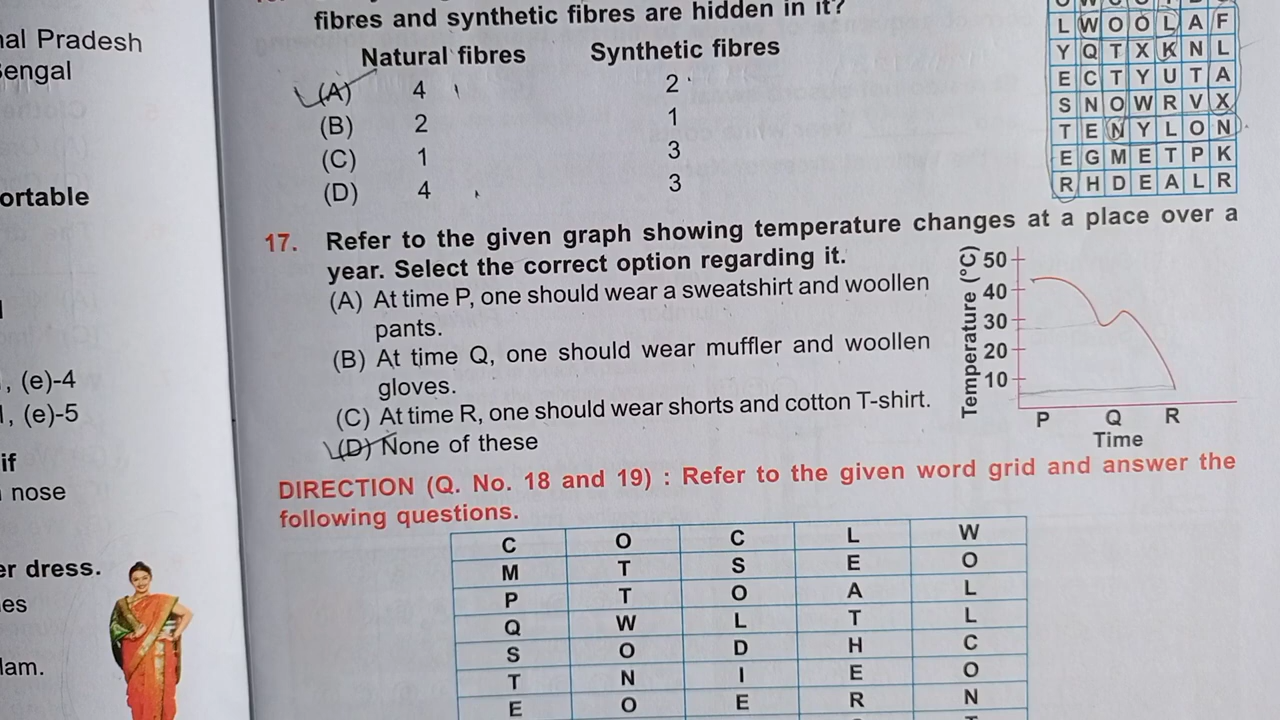 nal Pradesh
Bengal
ortable
, (e)-4
, (e)-5
if
nose
er dress.
es
lam.
fibres and synthetic fibres are hidden in it?
Natural fibres Synthetic fibres
(A) 4 2
(B) 2 1
(C) 1 3
(D) 4 3
L W O O L A F
Y Q T X K N L
E C T Y U T A
S N O W R V X
T E N Y L O N
E G M E T P K
R H D E A L R
17. Refer to the given graph showing temperature changes at a place over a
year. Select the correct option regarding it.
(A) At time P, one should wear a sweatshirt and woollen
pants.
(B) At time Q, one should wear muffler and woollen
gloves.
(C) At time R, one should wear shorts and cotton T-shirt.
(D) None of these
Temperature (°C)
50
40
30
20
10
P Q R
Time
DIRECTION (Q. No. 18 and 19) : Refer to the given word grid and answer the
following questions.
C O C L W
M T S E O
P T O A L
Q W L T L
S O D H C
T N I E O
E O E R N